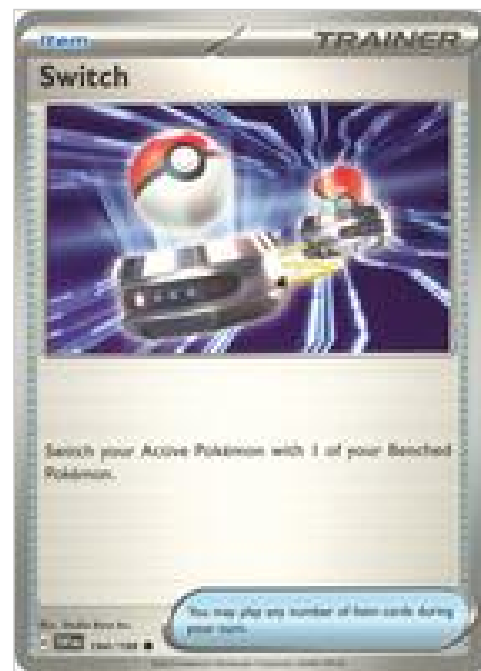 Item
TRAINER
Switch
Switch your Active Pokémon with 1 of your Benched
Pokémon.
You may play any number of Item cards during
your turn.